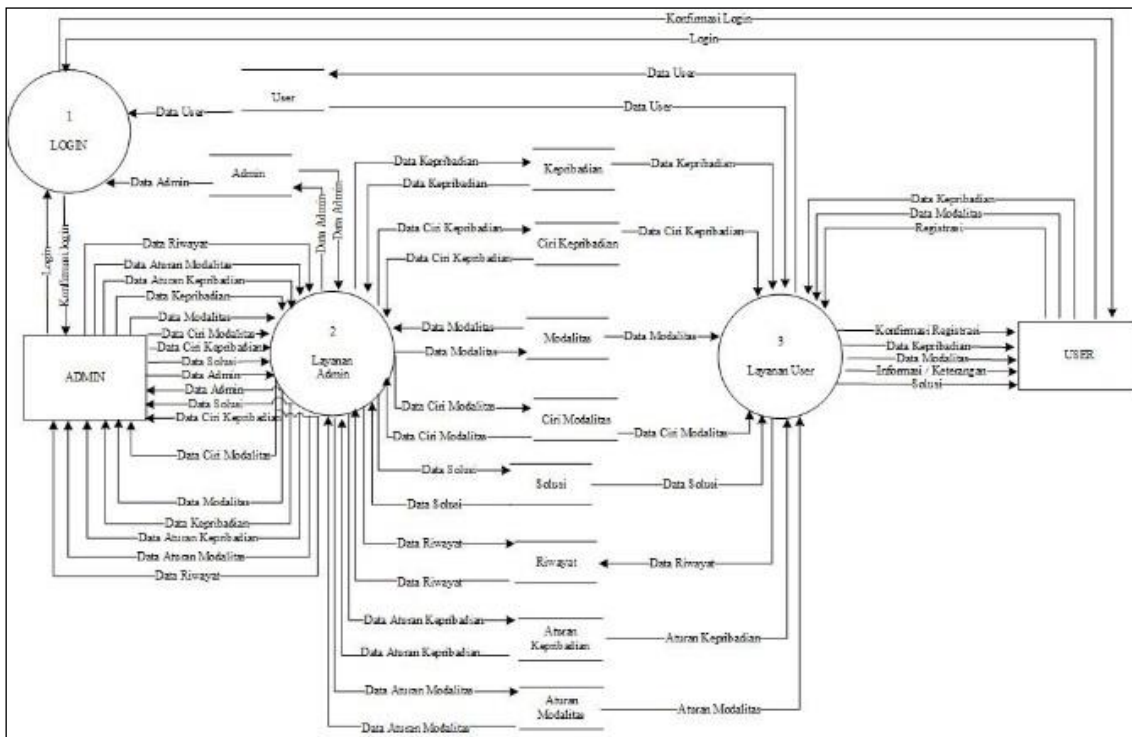 Konfirmasi Login
Login
Data User
User
Data User
Data User
1
LOGIN
Data Admin
Admin
Data Admin
Data Admin
Login
Konfirmasi login
Data Kepribadian
Kepribadian
Data Kepribadian
Data Kepribadian
Data Ciri Kepribadian
Ciri Kepribadian
Data Ciri Kepribadian
Data Ciri Kepribadian
Data Kepribadian
Data Modalitas
Registrasi
Data Riwayat
Data Aturan Modalitas
Data Aturan Kepribadian
Data Kepribadian
Data Modalitas
Data Ciri Modalitas
Data Ciri Kepribadian
Data Solusi
Data Admin
Data Admin
Data Solusi
Data Ciri Kepribadian
Data Ciri Modalitas
Data Modalitas
Data Kepribadian
Data Aturan Kepribadian
Data Aturan Modalitas
Data Riwayat
ADMIN
2
Layanan
Admin
Data Modalitas
Modalitas
Data Modalitas
Data Modalitas
3
Layanan User
Konfirmasi Registrasi
Data Kepribadian
Data Modalitas
Informasi / Keterangan
Solusi
USER
Data Ciri Modalitas
Ciri Modalitas
Data Ciri Modalitas
Data Ciri Modalitas
Data Solusi
Solusi
Data Solusi
Data Solusi
Data Riwayat
Riwayat
Data Riwayat
Data Riwayat
Data Aturan Kepribadian
Aturan
Kepribadian
Aturan Kepribadian
Data Aturan Kepribadian
Data Aturan Modalitas
Aturan
Modalitas
Aturan Modalitas
Data Aturan Modalitas